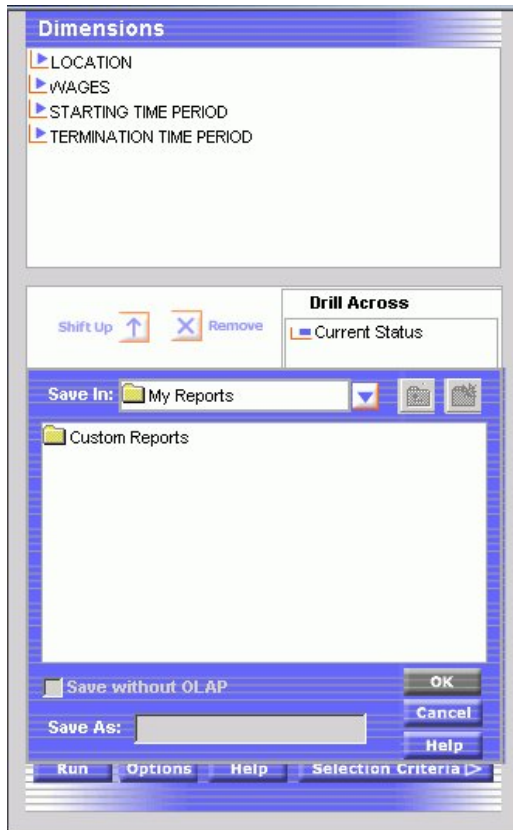 Dimensions
LOCATION
WAGES
STARTING TIME PERIOD
TERMINATION TIME PERIOD
Shift Up Remove
Drill Across
Current Status
Save In: My Reports
Custom Reports
Save without OLAP
OK
Save As:
Cancel
Help
Run Options Help Selection Criteria